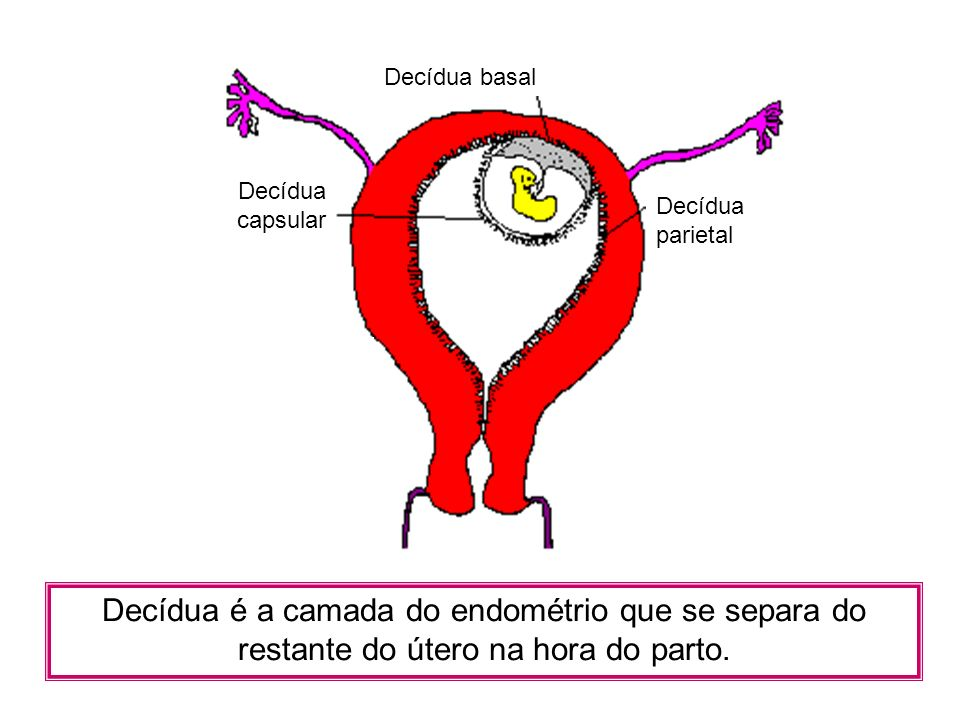 Decídua basal
Decídua
capsular
Decídua
parietal
Decídua é a camada do endométrio que se separa do
restante do útero na hora do parto.